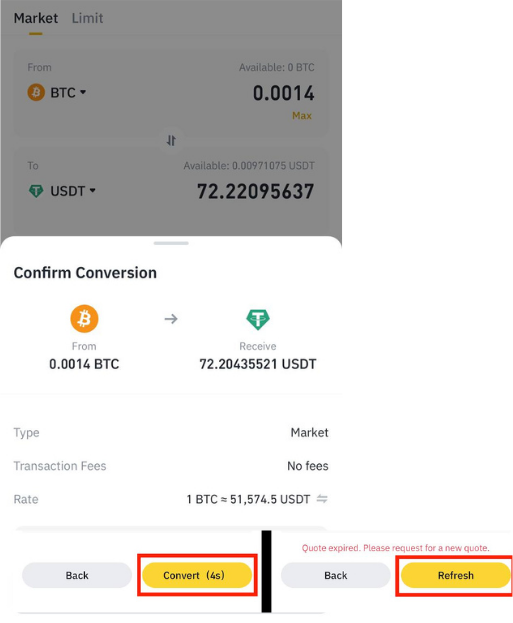 Market Limit
From Available: 0 BTC
BTC 0.0014
Max
To Available: 0.00971075 USDT
USDT 72.22095637
Confirm Conversion
From Receive
0.0014 BTC 72.20435521 USDT
Type Market
Transaction Fees No fees
Rate 1 BTC ≈ 51,574.5 USDT
Quote expired. Please request for a new quote.
Back Convert (4s) Back Refresh